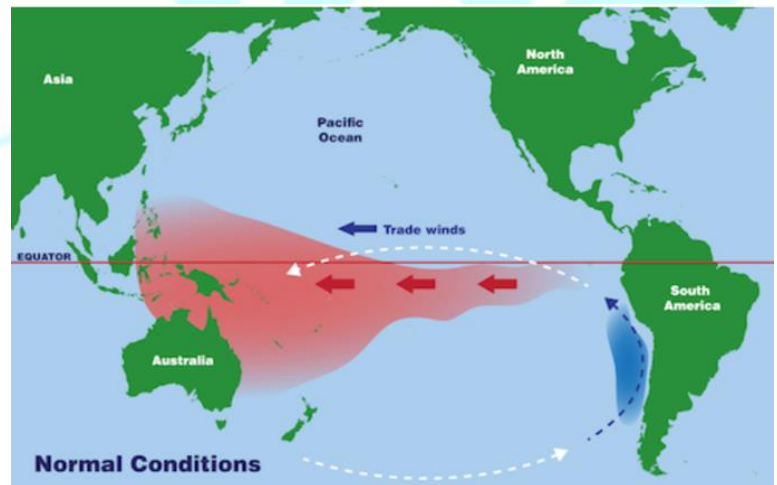 Asia
North
America
Pacific
Ocean
Trade winds
EQUATOR
South
America
Australia
Normal Conditions